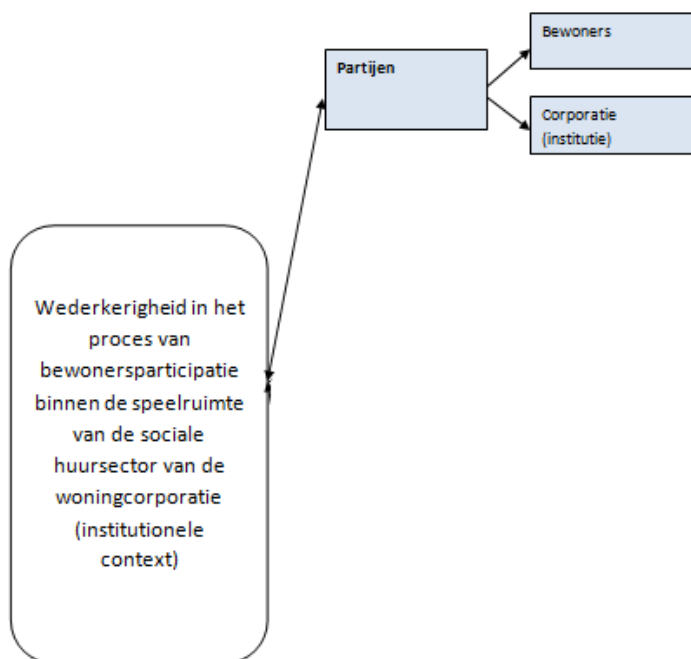 Bewoners
Partijen
Corporatie
(institutie)
Wederkerigheid in het
proces van
bewonersparticipatie
binnen de speelruimte
van de sociale
huursector van de
woningcorporatie
(institutionele
context)